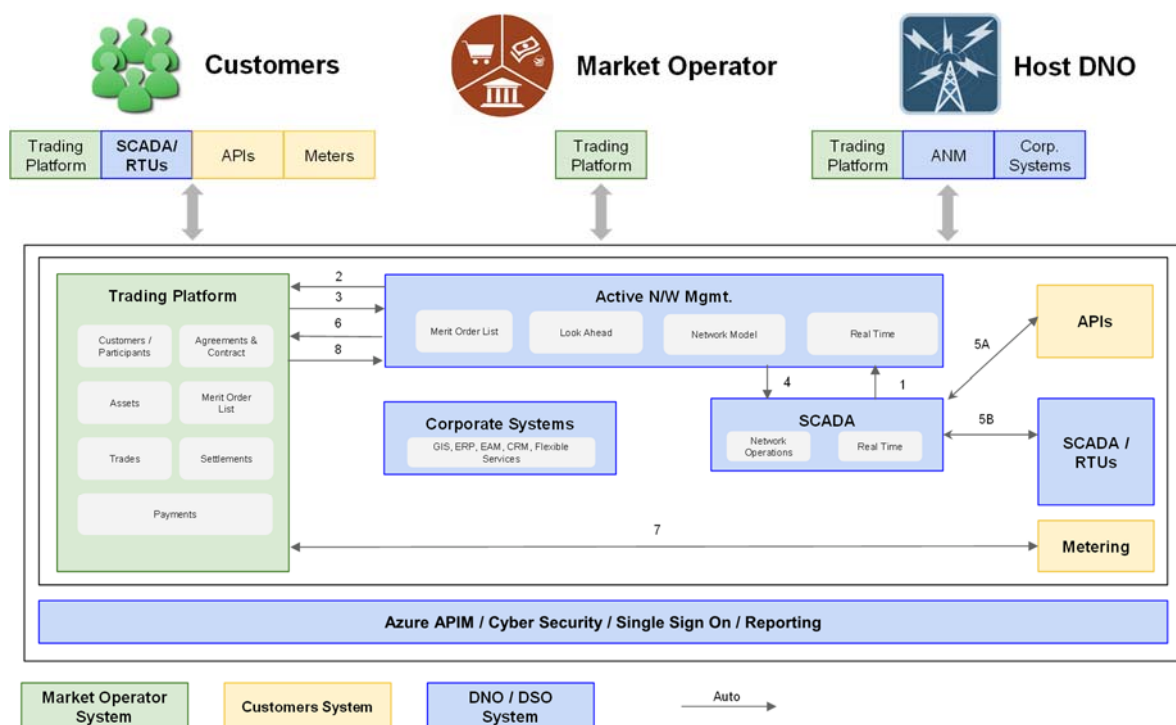 Customers
Market Operator
Host DNO
Trading
Platform
SCADA/
RTUs
APIs
Meters
Trading
Platform
Trading
Platform
ANM
Corp.
Systems
Trading Platform
Customers /
Participants
Agreements &
Contract
Assets
Merit Order
List
Trades
Settlements
Payments
2
3
6
8
Active N/W Mgmt.
Merit Order List
Look Ahead
Network Model
Real Time
4
1
5A
5B
7
Corporate Systems
GIS, ERP, EAM, CRM, Flexible
Services
SCADA
Network
Operations
Real Time
APIs
SCADA /
RTUs
Metering
Azure APIM / Cyber Security / Single Sign On / Reporting
Market Operator
System
Customers System
DNO / DSO
System
Auto